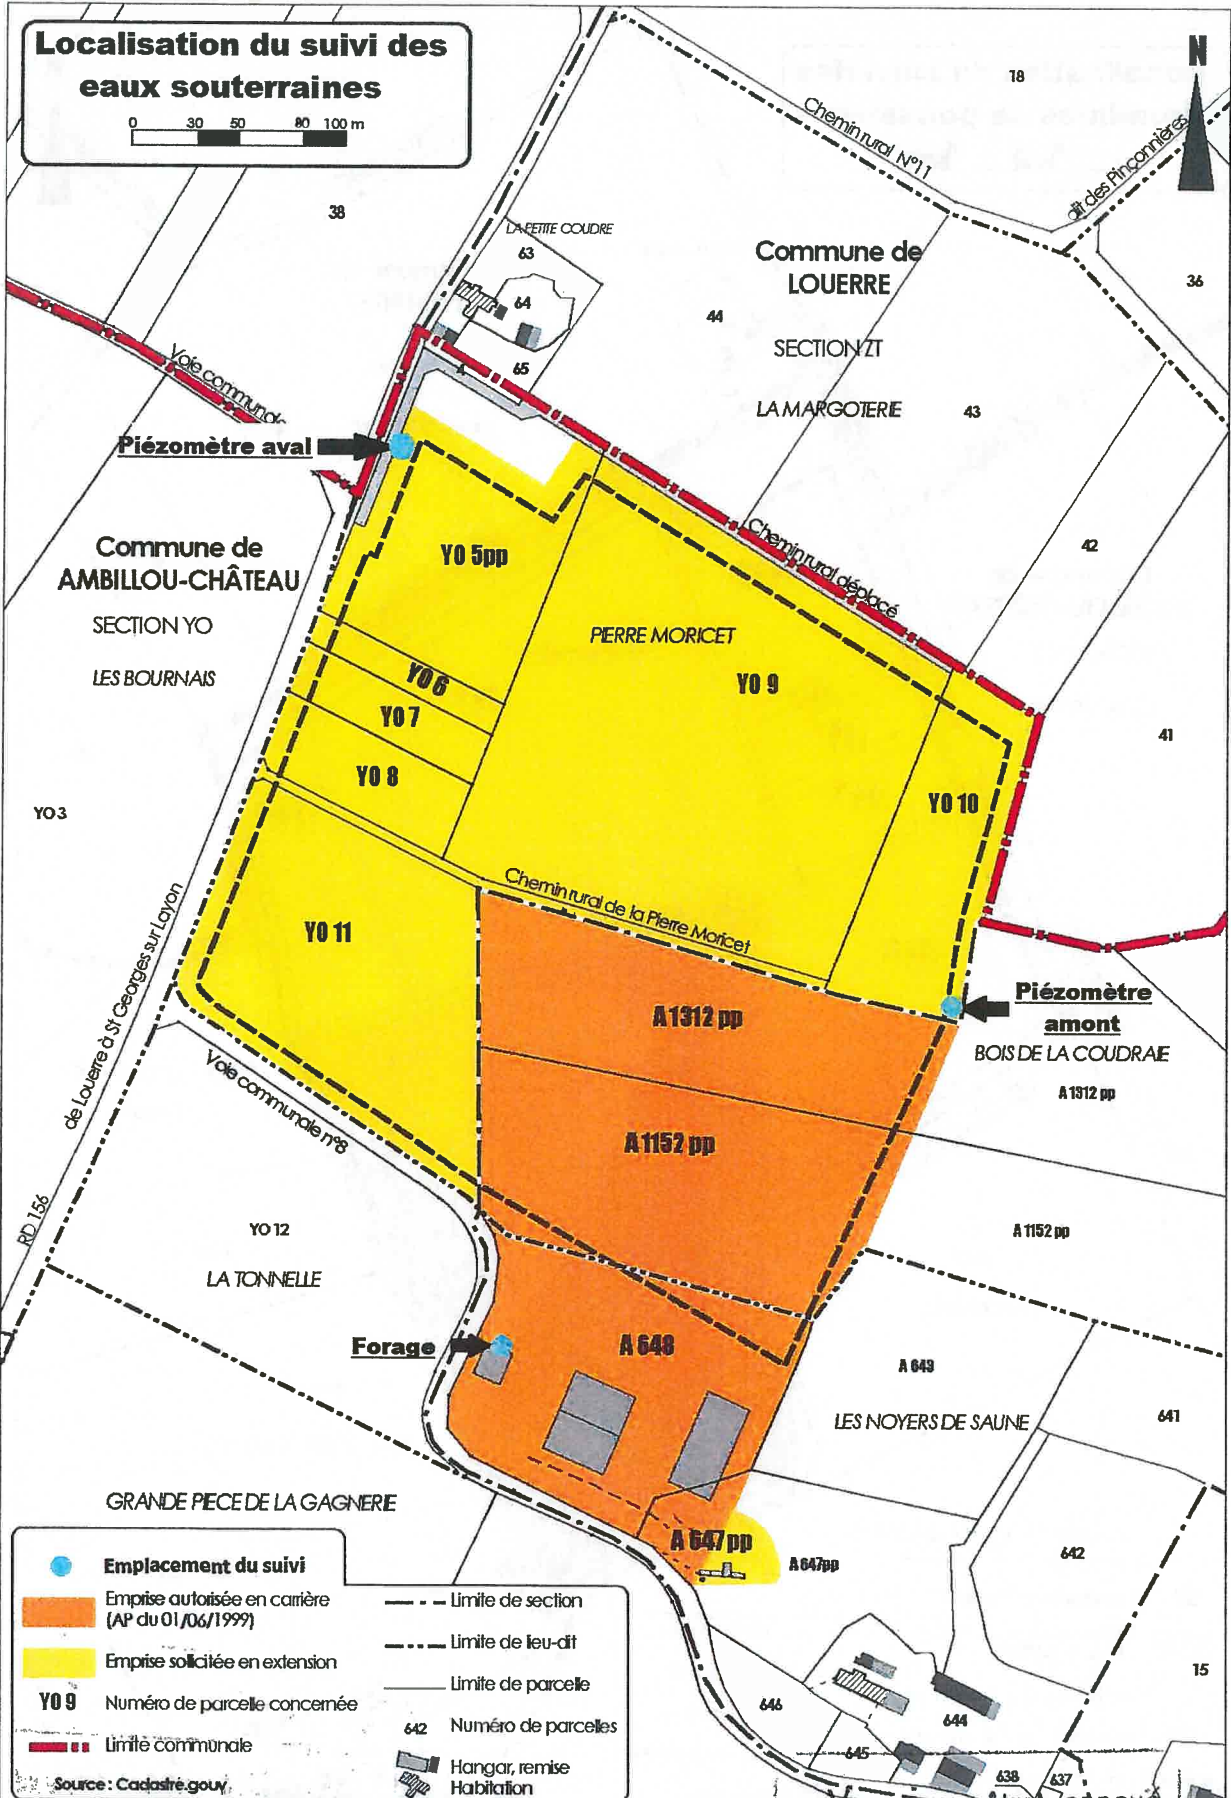 Localisation du suivi des
eaux souterraines
0 30 50 80 100 m
N
18
Chemin rural N°11
dit des Pinçonnières
38
LA PETITE COUDRE
63
Commune de
LOUERRE
36
64
44
SECTION ZT
Voie communale
A
65
LA MARGOTERIE
43
Piézomètre aval
Chemin rural déplacé
42
Commune de
AMBILLOU-CHÂTEAU
YO 5pp
SECTION YO
PIERRE MORICET
LES BOURNAIS
YO 6
YO 9
YO 7
41
YO 8
YO 10
YO 3
Chemin rural de la Pierre Moricet
de Louerre à St Georges sur Layon
YO 11
Piézomètre
amont
A 1312 pp
BOIS DE LA COUDRAIE
A 1312 pp
Voie communale n°8
A 1152 pp
RD 156
YO 12
A 1152 pp
LA TONNELLE
Forage
A 648
A 643
LES NOYERS DE SAUNE
641
GRANDE PIECE DE LA GAGNERIE
A 647pp
A 647pp
642
Emplacement du suivi
Emprise autorisée en carrière
(AP du 01/06/1999)
Emprise sollicitée en extension
YO 9 Numéro de parcelle concernée
Limite communale
Source : Cadastre.gouv
Limite de section
Limite de lieu-dit
Limite de parcelle
642 Numéro de parcelles
Hangar, remise
Habitation
15
646
644
645
638
637